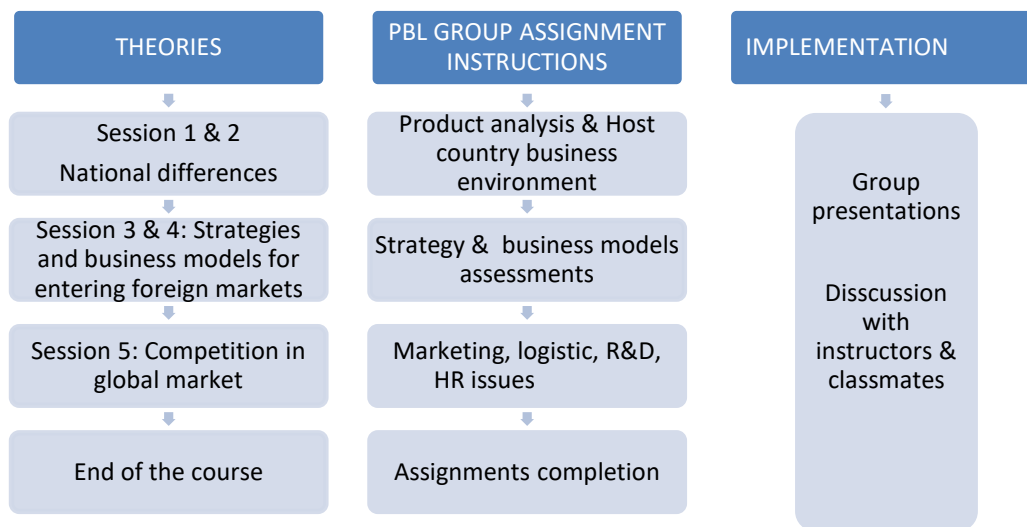 THEORIES
Session 1 & 2
National differences
Session 3 & 4: Strategies
and business models for
entering foreign markets
Session 5: Competition in
global market
End of the course
PBL GROUP ASSIGNMENT
INSTRUCTIONS
Product analysis & Host
country business
environment
Strategy & business models
assessments
Marketing, logistic, R&D,
HR issues
Assignments completion
IMPLEMENTATION
Group
presentations
Disscussion
with
instructors &
classmates